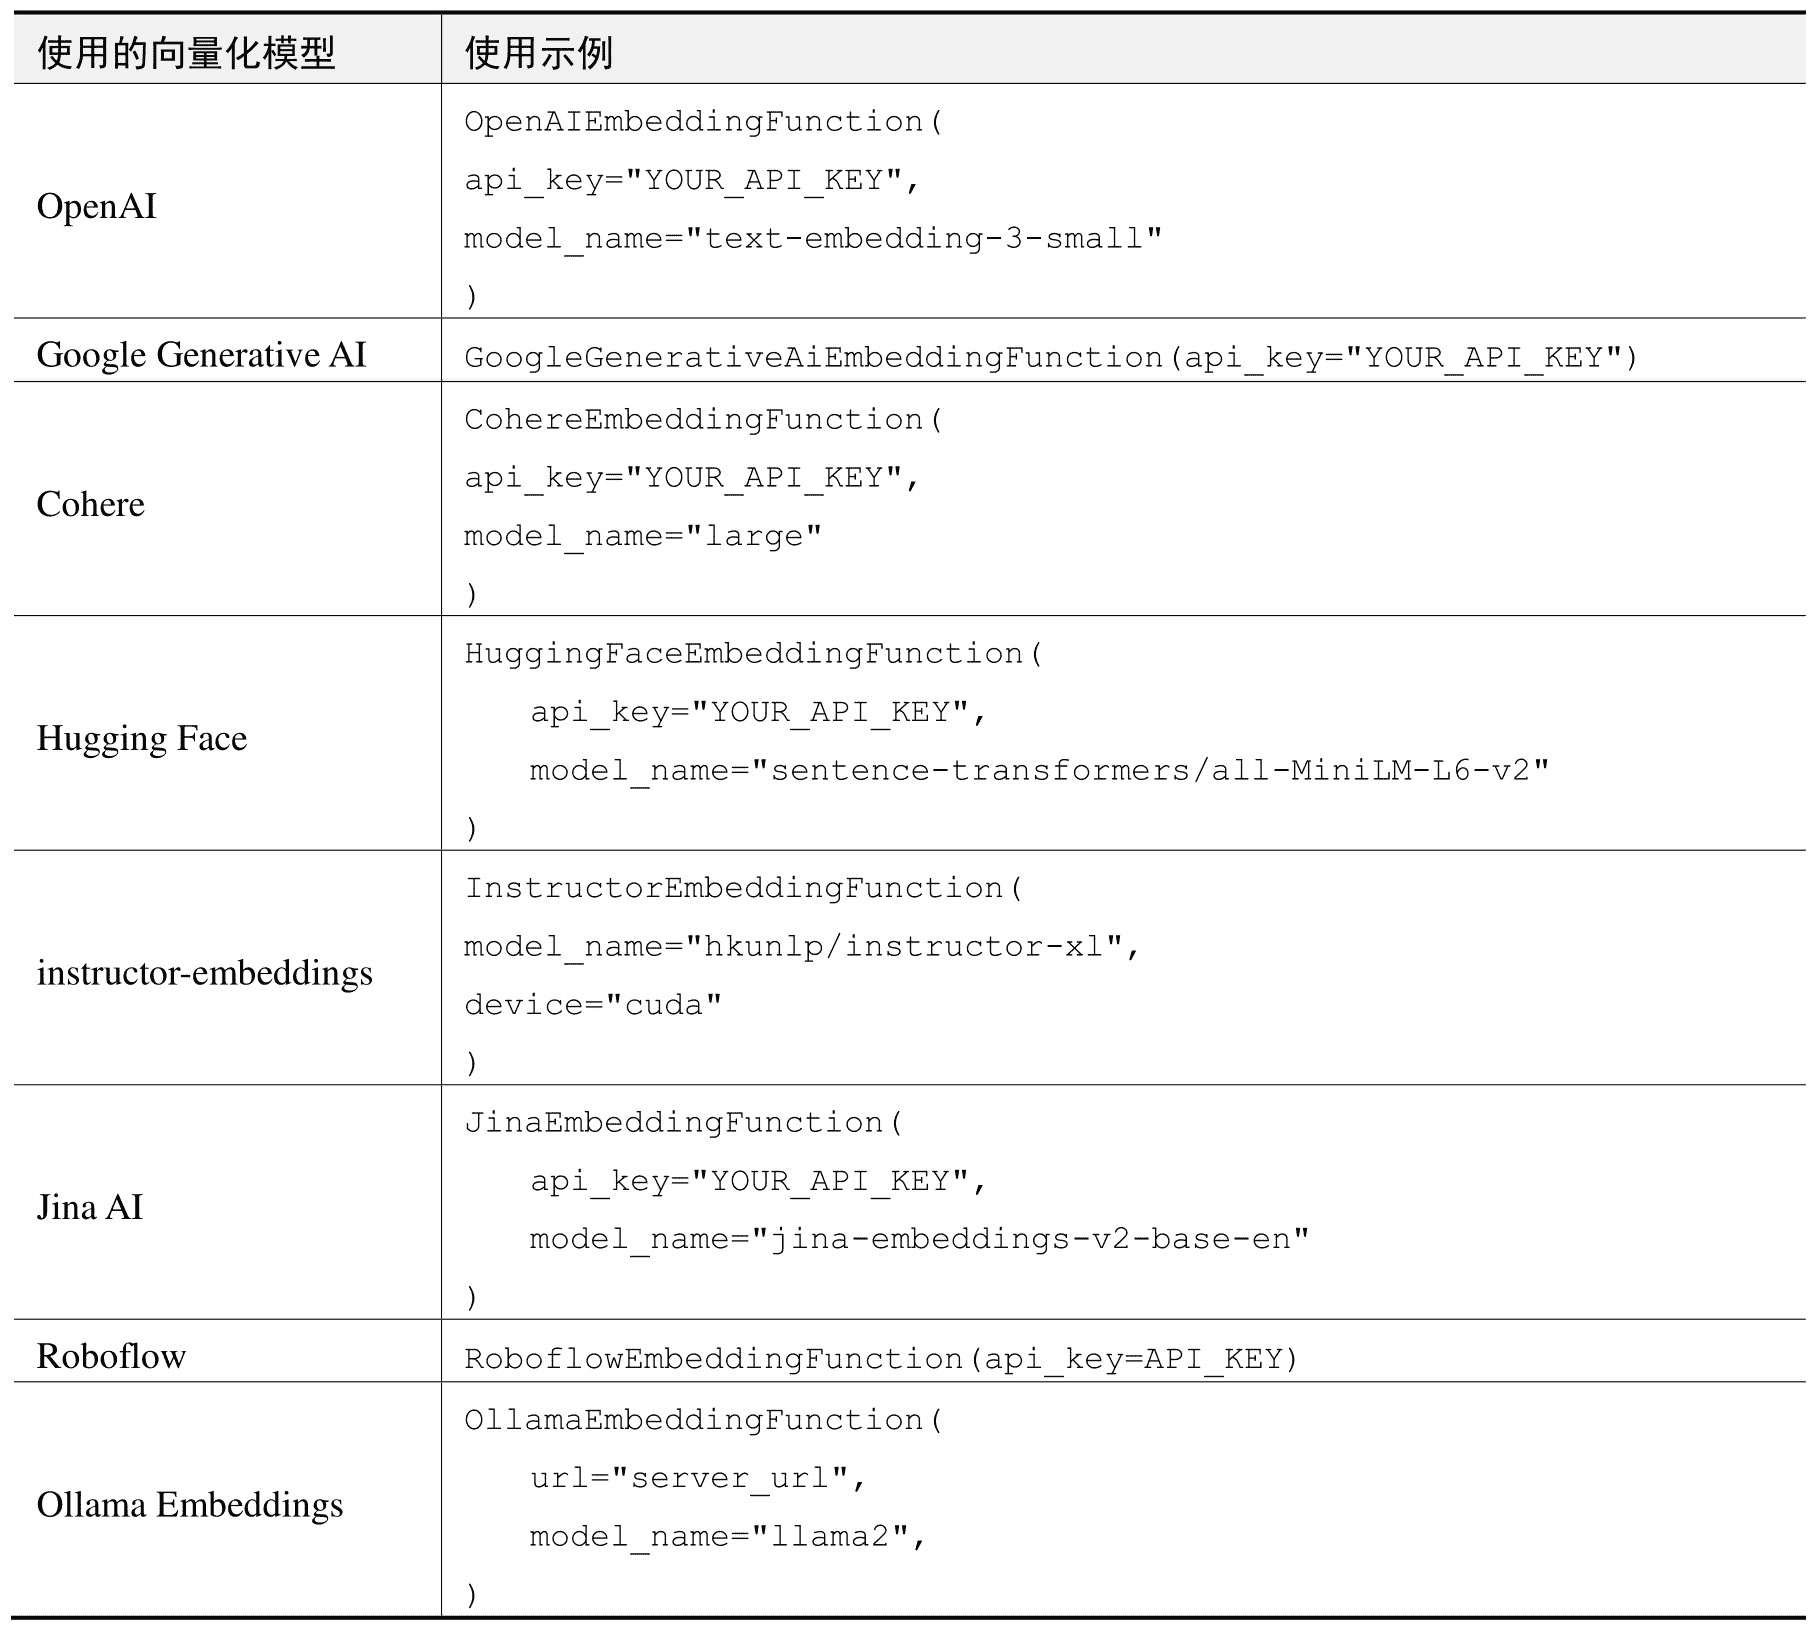 使用的向量化模型
使用示例
OpenAI
OpenAIEmbeddingFunction(
api_key="YOUR_API_KEY",
model_name="text-embedding-3-small"
)
Google Generative AI
GoogleGenerativeAiEmbeddingFunction(api_key="YOUR_API_KEY")
Cohere
CohereEmbeddingFunction(
api_key="YOUR_API_KEY",
model_name="large"
)
Hugging Face
HuggingFaceEmbeddingFunction(
api_key="YOUR_API_KEY",
model_name="sentence-transformers/all-MiniLM-L6-v2"
)
instructor-embeddings
InstructorEmbeddingFunction(
model_name="hkunlp/instructor-xl",
device="cuda"
)
Jina AI
JinaEmbeddingFunction(
api_key="YOUR_API_KEY",
model_name="jina-embeddings-v2-base-en"
)
Roboflow
RoboflowEmbeddingFunction(api_key=API_KEY)
Ollama Embeddings
OllamaEmbeddingFunction(
url="server_url",
model_name="llama2",
)